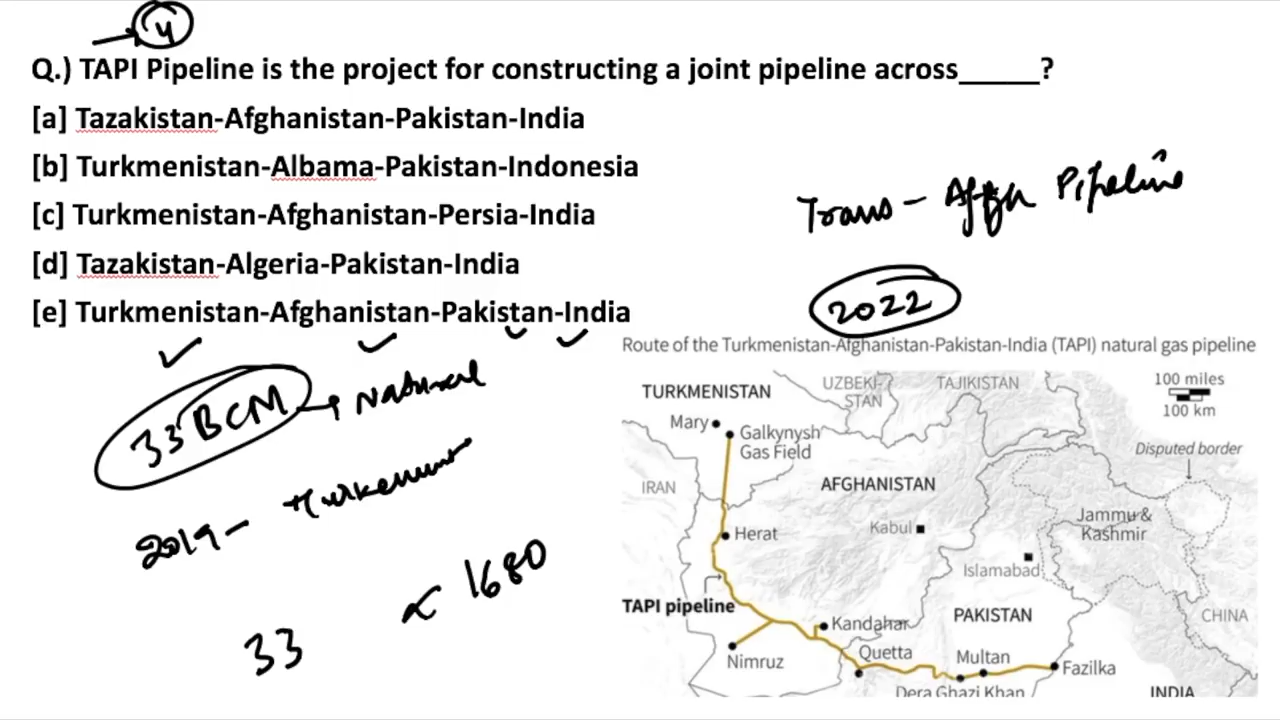 4
Q.) TAPI Pipeline is the project for constructing a joint pipeline across_____?
[a] Tazakistan-Afghanistan-Pakistan-India
[b] Turkmenistan-Albama-Pakistan-Indonesia
[c] Turkmenistan-Afghanistan-Persia-India
[d] Tazakistan-Algeria-Pakistan-India
[e] Turkmenistan-Afghanistan-Pakistan-India
Trans - Afgn Pipeline
2022
33 BCM → Natural
2019 -
1680
33
Route of the Turkmenistan-Afghanistan-Pakistan-India (TAPI) natural gas pipeline
TURKMENISTAN
UZBEKI-
STAN
TAJIKISTAN
100 miles
100 km
Mary
Galkynysh
Gas Field
Disputed border
IRAN
AFGHANISTAN
Jammu &
Kashmir
Kabul
Herat
Islamabad
TAPI pipeline
PAKISTAN
CHINA
Kandahar
Nimruz
Quetta
Multan
Fazilka
Dera Ghazi Khan
INDIA